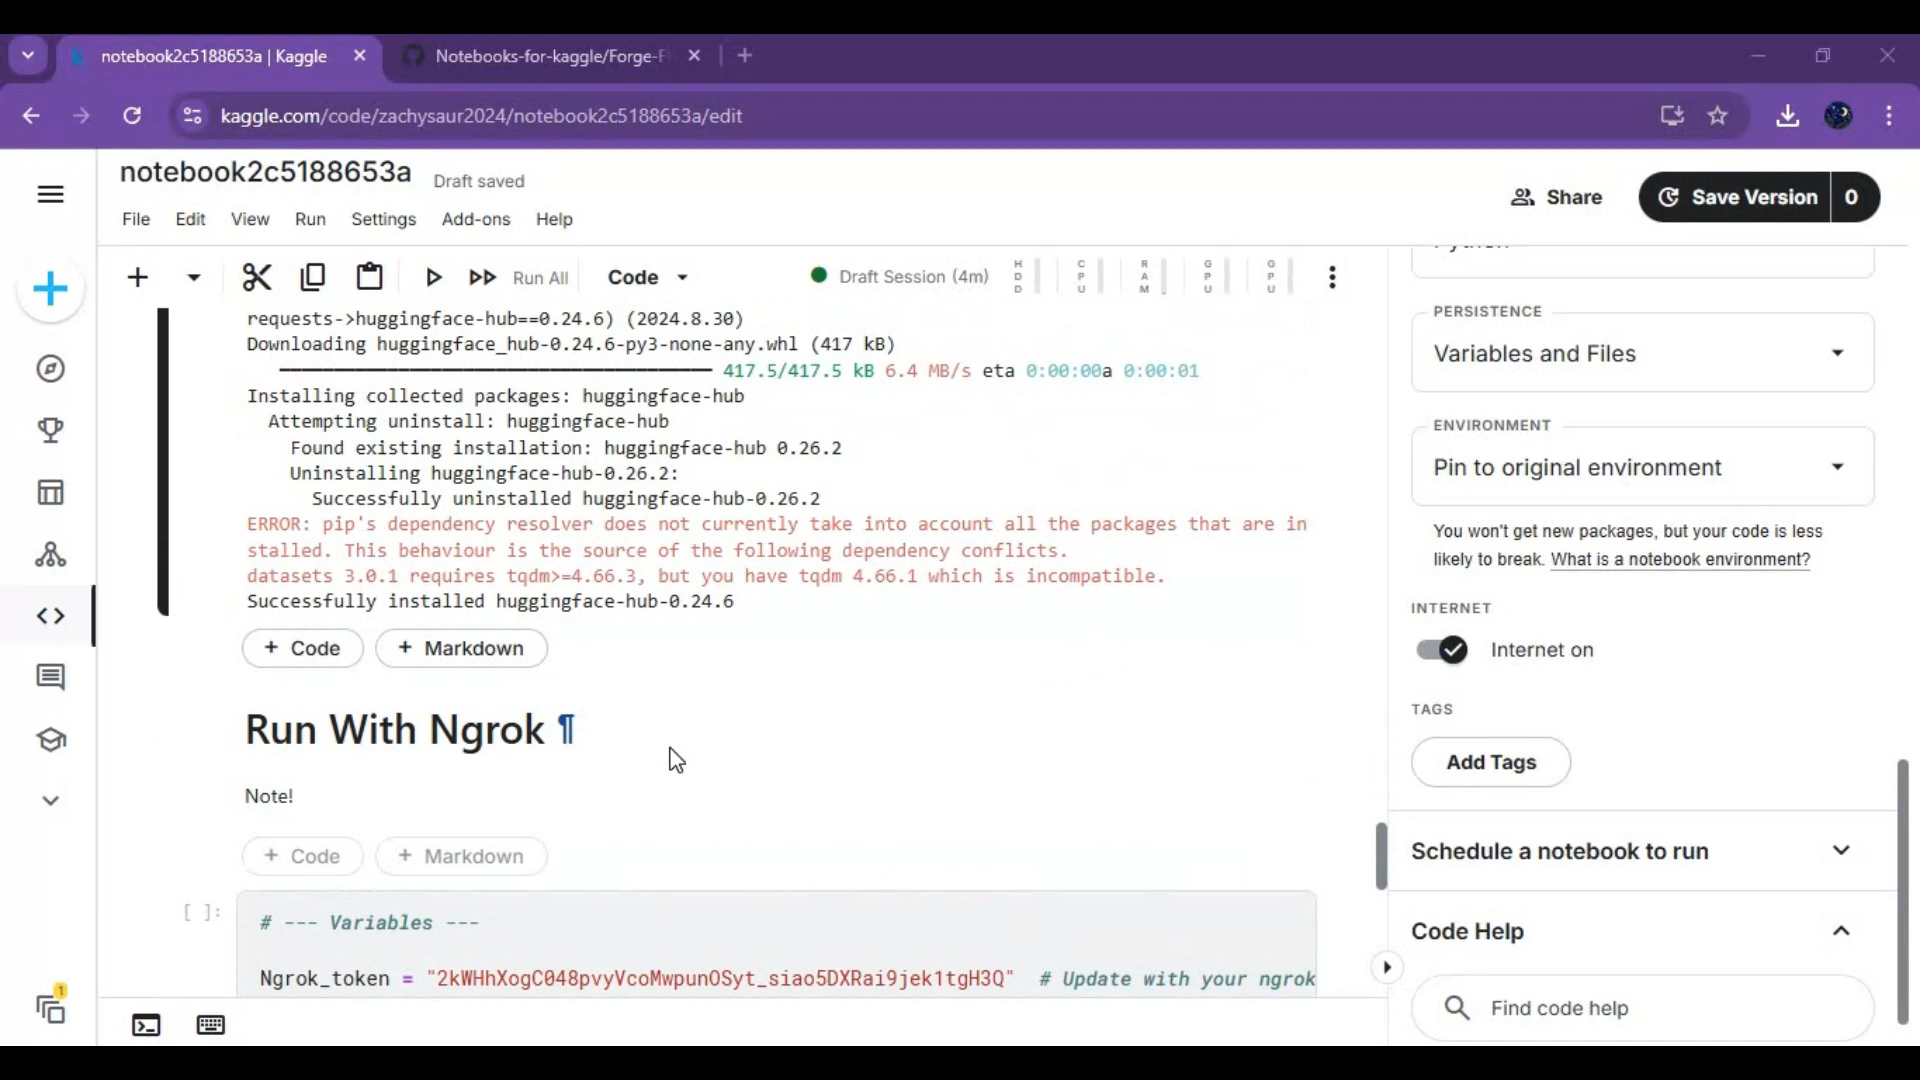 notebook2c5188653a | Kaggle
Notebooks-for-kaggle/Forge-F
kaggle.com/code/zachysaur2024/notebook2c5188653a/edit
notebook2c5188653a
Draft saved
Share
Save Version
0
File
Edit
View
Run
Settings
Add-ons
Help
Run All
Code
Draft Session (4m)
HDD
CPU
RAM
GPU
GPU
requests->huggingface-hub==0.24.6) (2024.8.30)
Downloading huggingface_hub-0.24.6-py3-none-any.whl (417 kB)
417.5/417.5 kB 6.4 MB/s eta 0:00:00a 0:00:01
Installing collected packages: huggingface-hub
Attempting uninstall: huggingface-hub
Found existing installation: huggingface-hub 0.26.2
Uninstalling huggingface-hub-0.26.2:
Successfully uninstalled huggingface-hub-0.26.2
ERROR: pip's dependency resolver does not currently take into account all the packages that are in
stalled. This behaviour is the source of the following dependency conflicts.
datasets 3.0.1 requires tqdm>=4.66.3, but you have tqdm 4.66.1 which is incompatible.
Successfully installed huggingface-hub-0.24.6
+ Code
+ Markdown
Run With Ngrok ¶
Note!
+ Code
+ Markdown
[ ]:
# --- Variables ---
Ngrok_token = "2kWHhXogC048pvyVcoMwpunOSyt_siao5DXRai9jek1tgH3Q"  # Update with your ngrok
PERSISTENCE
Variables and Files
ENVIRONMENT
Pin to original environment
You won't get new packages, but your code is less
likely to break. What is a notebook environment?
INTERNET
Internet on
TAGS
Add Tags
Schedule a notebook to run
Code Help
Find code help
1